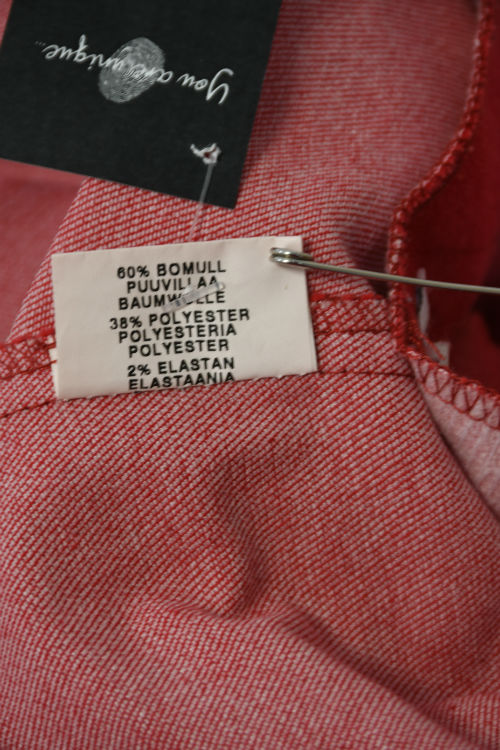 You are unique...
60% BOMULL
PUUVILLAA
BAUMWOLLE
38% POLYESTER
POLYESTERIA
POLYESTER
2% ELASTAN
ELASTAANIA